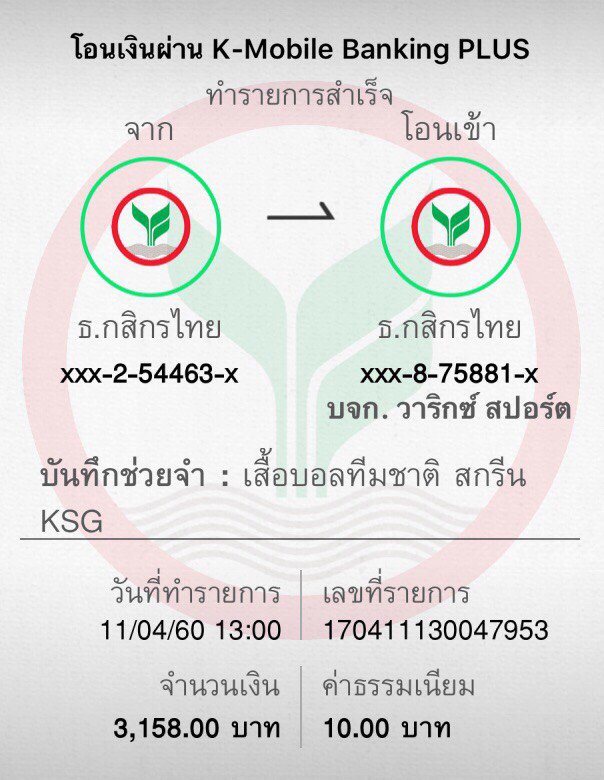 โอนเงินผ่าน K-Mobile Banking PLUS
ทำรายการสำเร็จ
จาก
โอนเข้า
ธ.กสิกรไทย
ธ.กสิกรไทย
xxx-2-54463-x
xxx-8-75881-x
บจก. วาริกซ์ สปอร์ต
บันทึกช่วยจำ : เสื้อบอลทีมชาติ สกรีน
KSG
วันที่ทำรายการ
เลขที่รายการ
11/04/60 13:00
170411130047953
จำนวนเงิน
ค่าธรรมเนียม
3,158.00 บาท
10.00 บาท